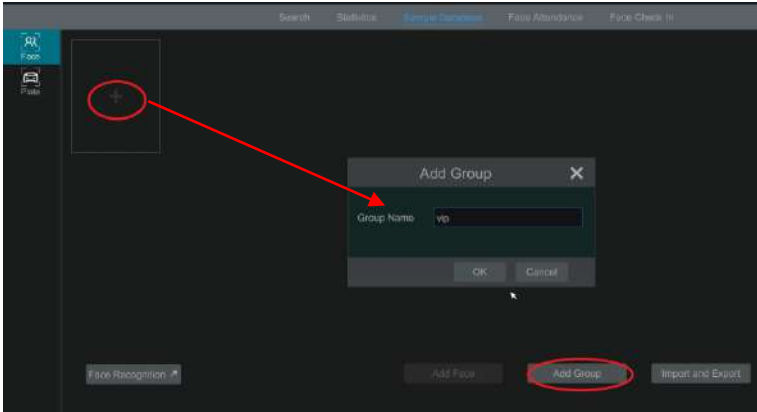 Search Statistics Sample Database Face Attendance Face Check In
Face
Plate
+
Add Group
Group Name vip
OK Cancel
Face Recognition
Add Face Add Group Import and Export